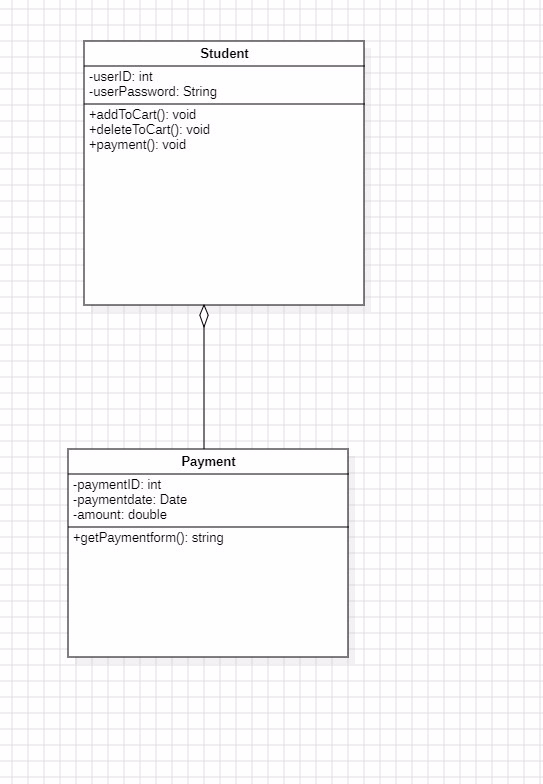 Student
-userID: int
-userPassword: String
+addToCart(): void
+deleteToCart(): void
+payment(): void
Payment
-paymentID: int
-paymentdate: Date
-amount: double
+getPaymentform(): string